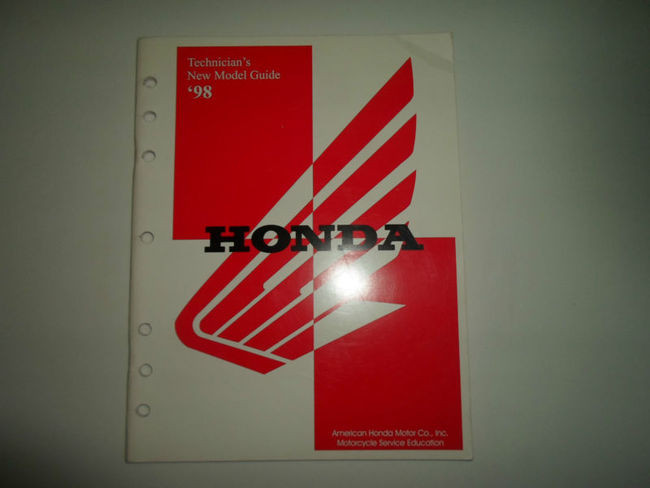 Technician's
New Model Guide
‘98
HONDA
American Honda Motor Co., Inc.
Motorcycle Service Education